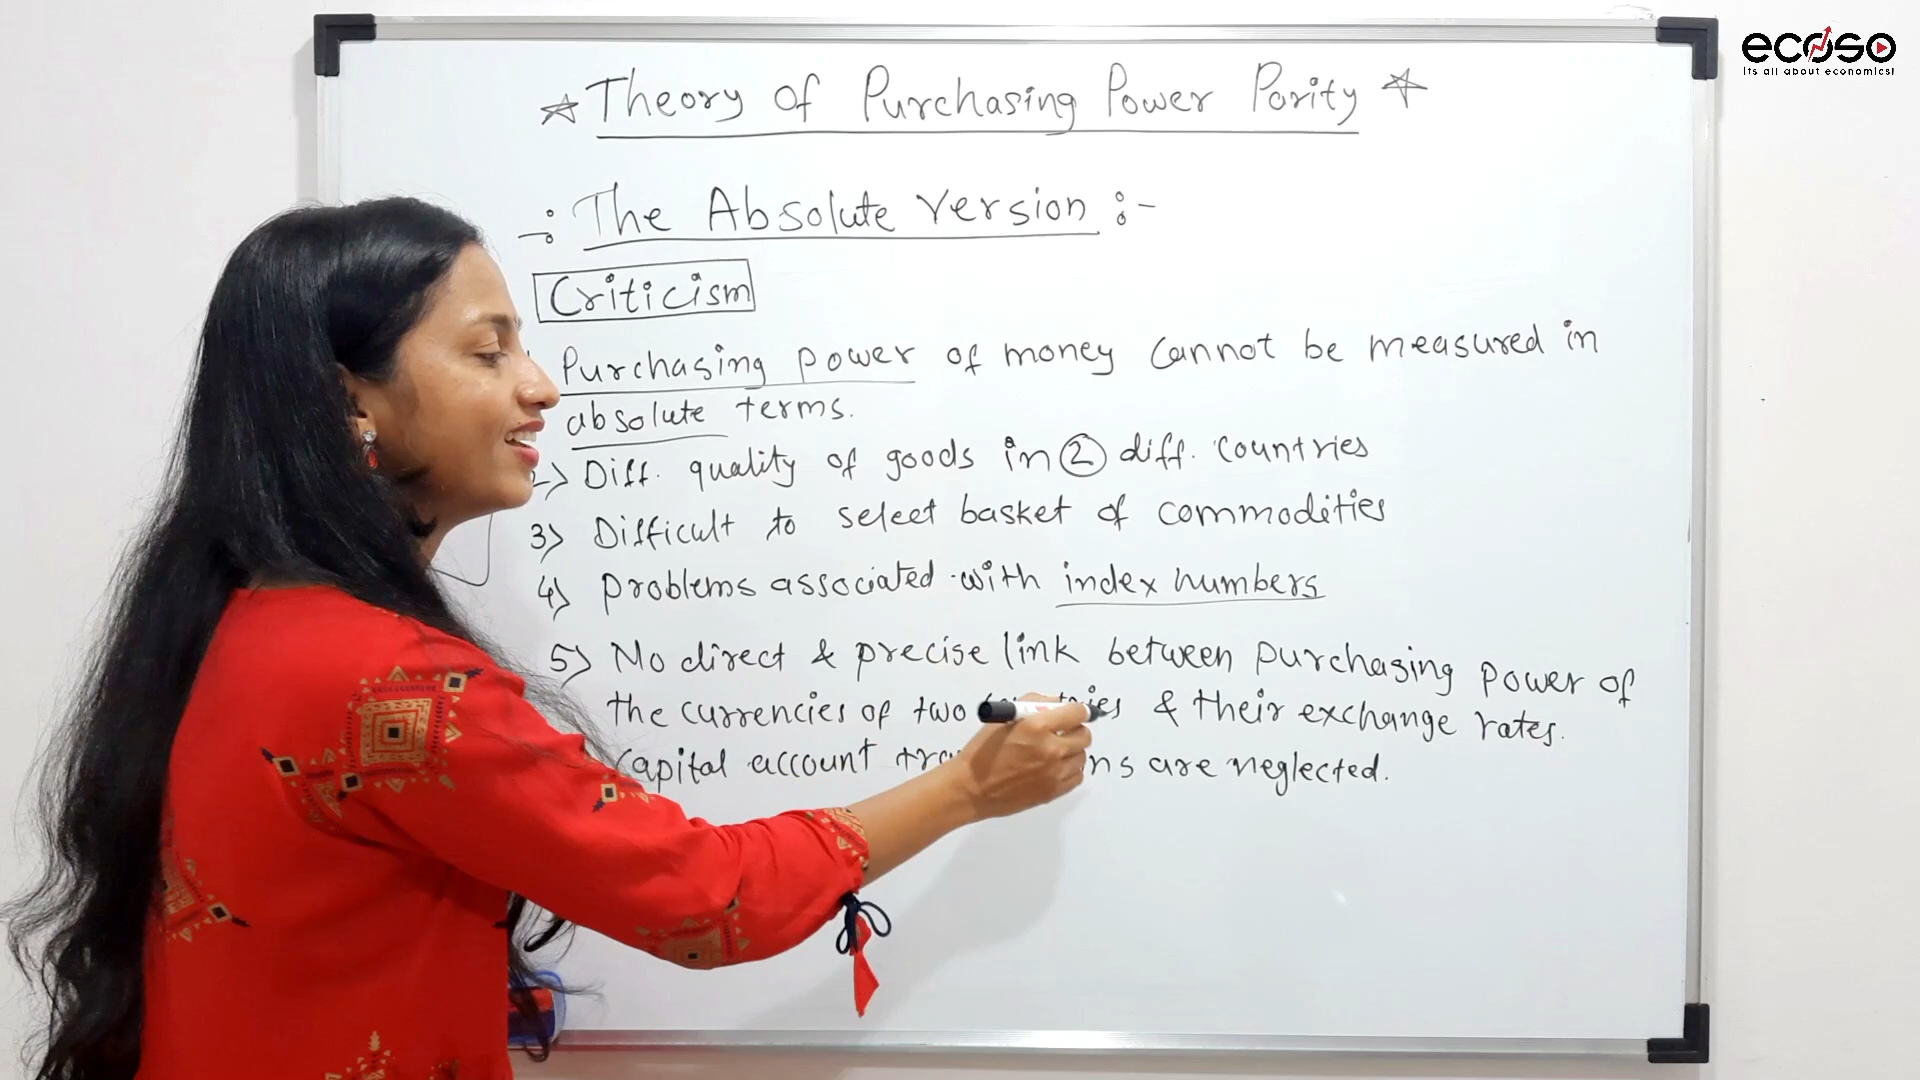 ecoso
its all about economics!
Theory of Purchasing Power Parity
-: The Absolute Version :-
Criticism
Purchasing power of money cannot be measured in
absolute terms.
2) Diff. quality of goods in 2 diff. countries
3) Difficult to select basket of commodities
4) problems associated with index numbers
5) No direct & precise link between purchasing power of
the currencies of two & their exchange rates.
capital account are neglected.